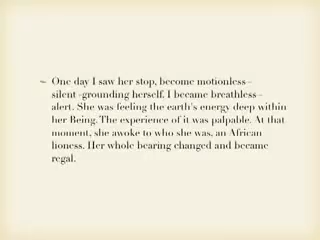 ~ One day I saw her stop, become motionless–
silent-grounding herself. I became breathless–
alert. She was feeling the earth's energy deep within
her Being. The experience of it was palpable. At that
moment, she awoke to who she was, an African
lioness. Her whole bearing changed and became
regal.